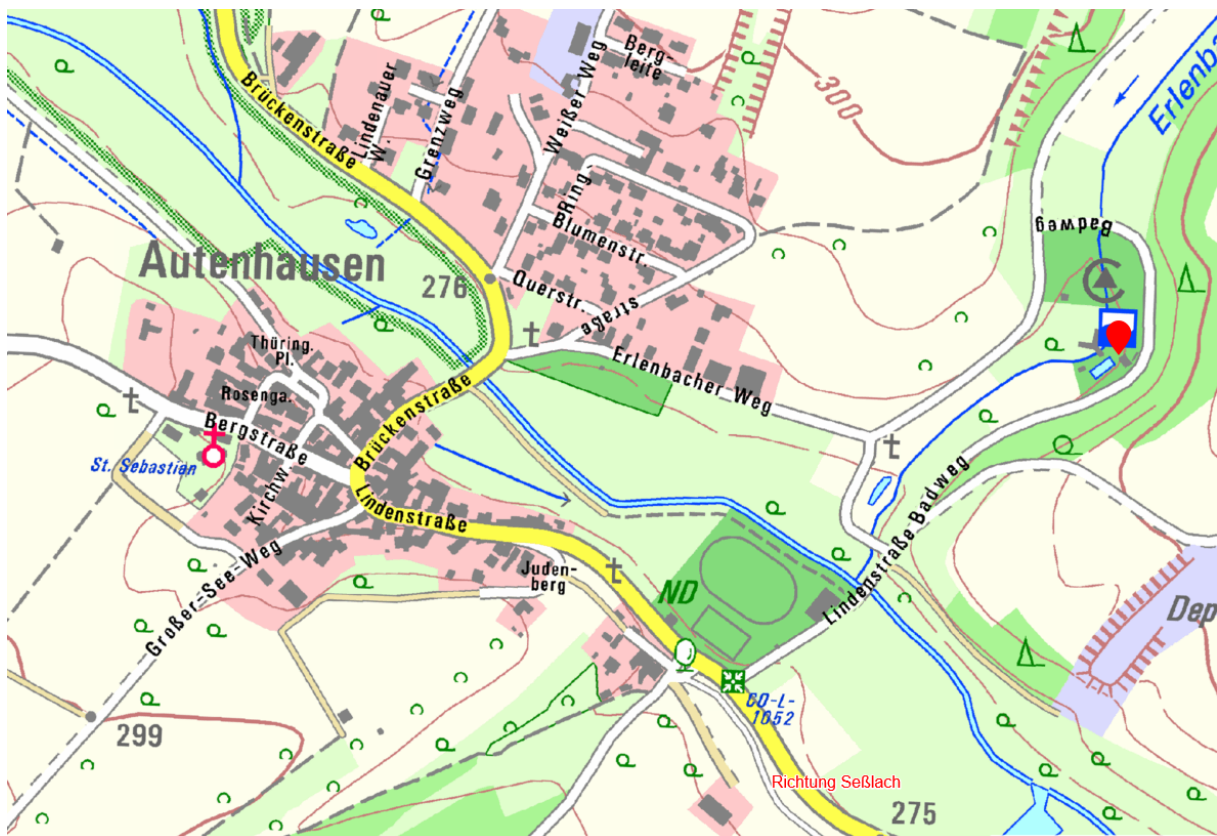 Berg-
leite
Weißer Weg
Erlenba
300
Brückenstraße
Lindenauer
W.
Grenzweg
Ring
straße
Blumenstr.
Badweg
Autenhausen
276
Querstr.
Thüring.
Pl.
Rosenga.
Brückenstraße
Erlenbacher Weg
Bergstraße
St. Sebastian
Kirchw.
Lindenstraße
Lindenstraße-Badweg
Juden-
berg
Großer-See-Weg
ND
Dep
CO-L-
1052
299
Richtung Seßlach
275